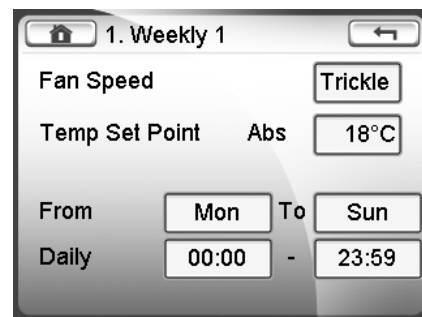 1. Weekly 1
Fan Speed Trickle
Temp Set Point Abs 18°C
From Mon To Sun
Daily 00:00 - 23:59